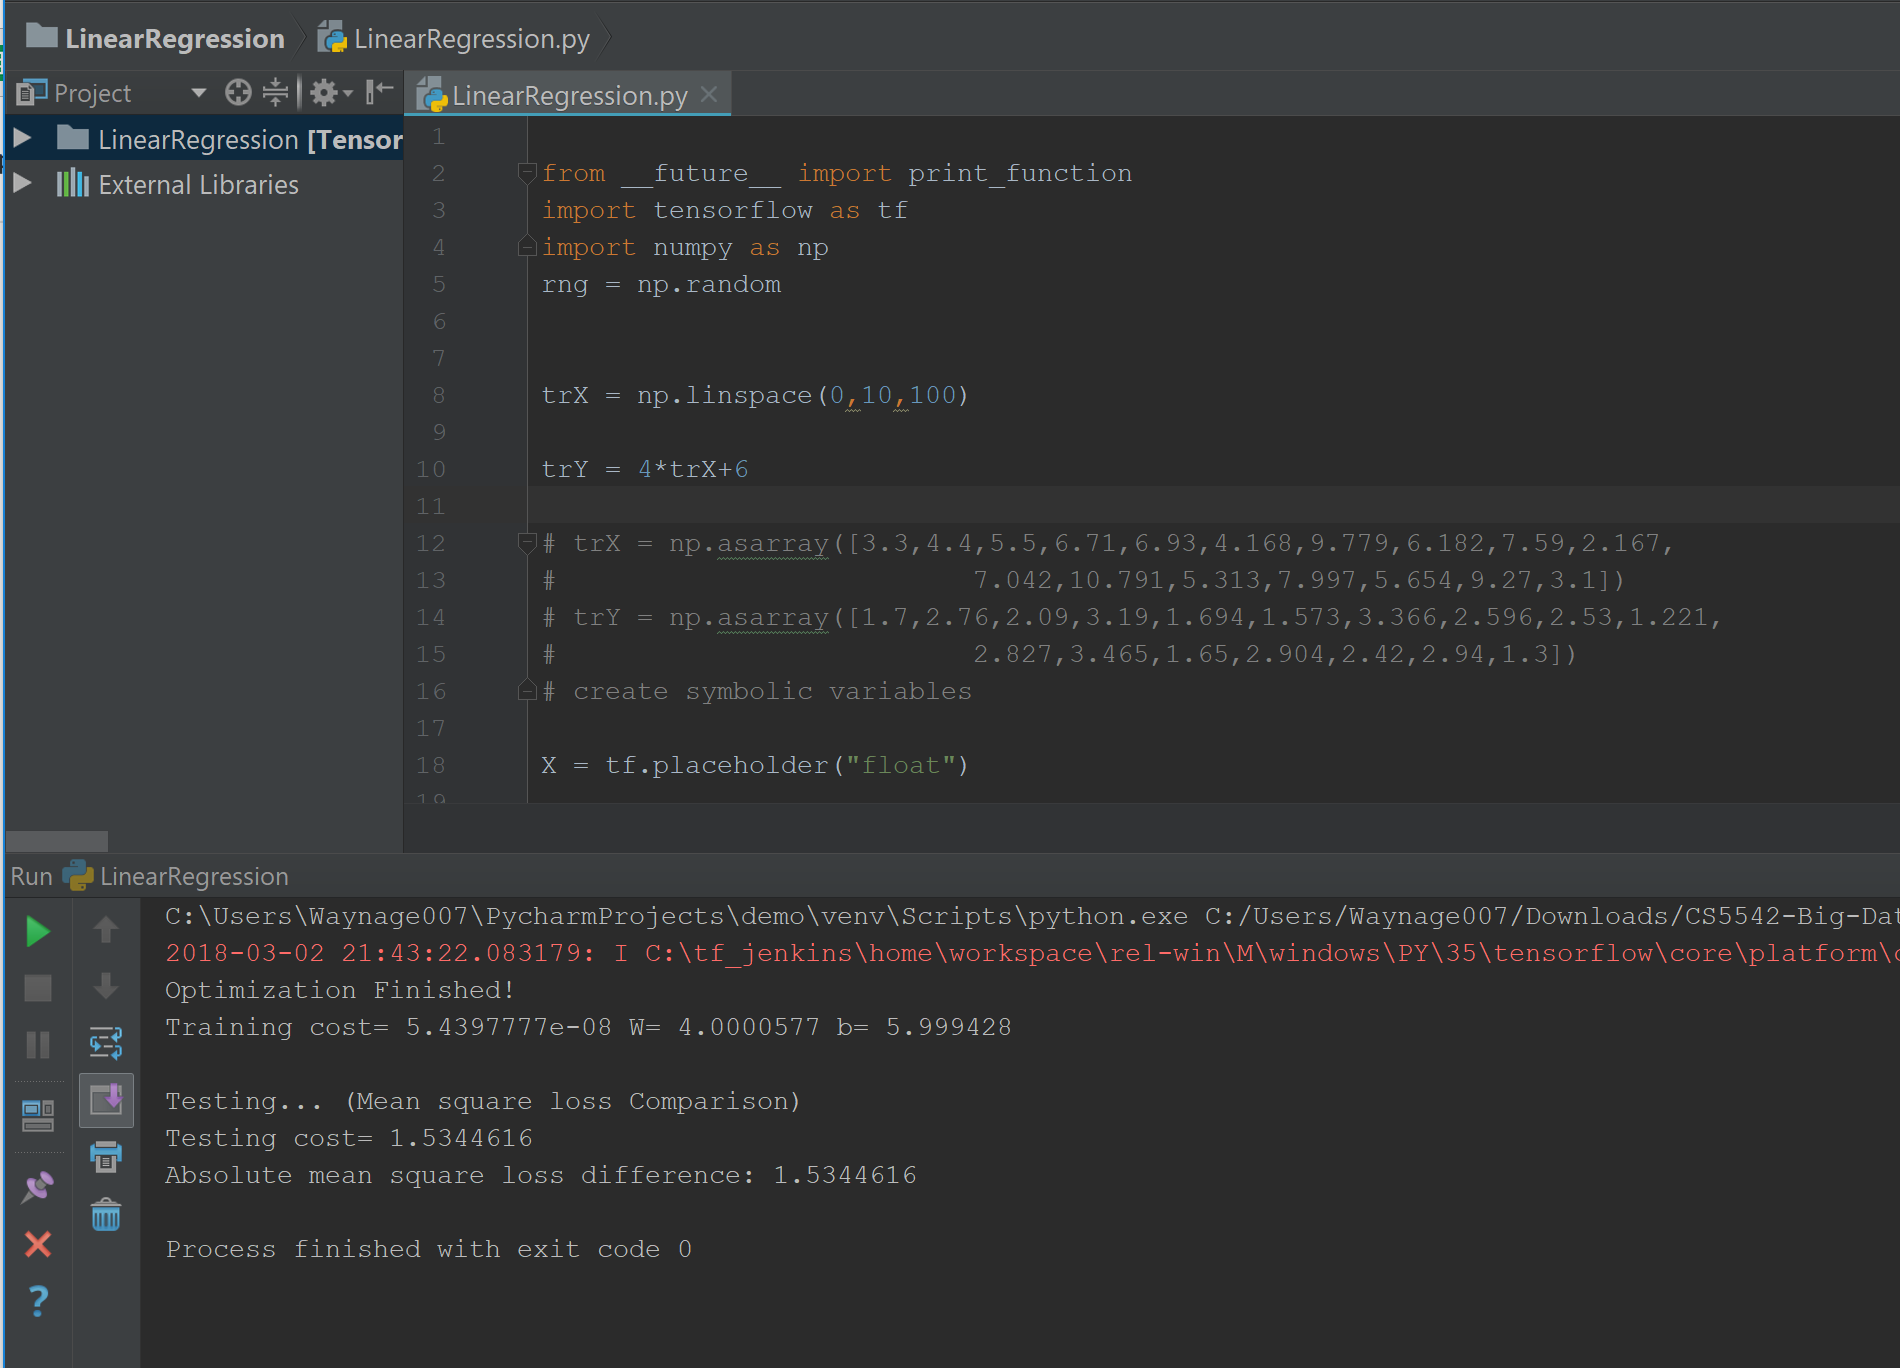 LinearRegression LinearRegression.py
Project
LinearRegression.py
LinearRegression [Tensor
External Libraries
1
2 from __future__ import print_function
3 import tensorflow as tf
4 import numpy as np
5 rng = np.random
6
7
8 trX = np.linspace(0,10,100)
9
10 trY = 4*trX+6
11
12 # trX = np.asarray([3.3,4.4,5.5,6.71,6.93,4.168,9.779,6.182,7.59,2.167,
13 #                          7.042,10.791,5.313,7.997,5.654,9.27,3.1])
14 # trY = np.asarray([1.7,2.76,2.09,3.19,1.694,1.573,3.366,2.596,2.53,1.221,
15 #                          2.827,3.465,1.65,2.904,2.42,2.94,1.3])
16 # create symbolic variables
17
18 X = tf.placeholder("float")
19
Run LinearRegression
C:\Users\Waynage007\PycharmProjects\demo\venv\Scripts\python.exe C:/Users/Waynage007/Downloads/CS5542-Big-Dat
2018-03-02 21:43:22.083179: I C:\tf_jenkins\home\workspace\rel-win\M\windows\PY\35\tensorflow\core\platform\c
Optimization Finished!
Training cost= 5.4397777e-08 W= 4.0000577 b= 5.999428
Testing... (Mean square loss Comparison)
Testing cost= 1.5344616
Absolute mean square loss difference: 1.5344616
Process finished with exit code 0